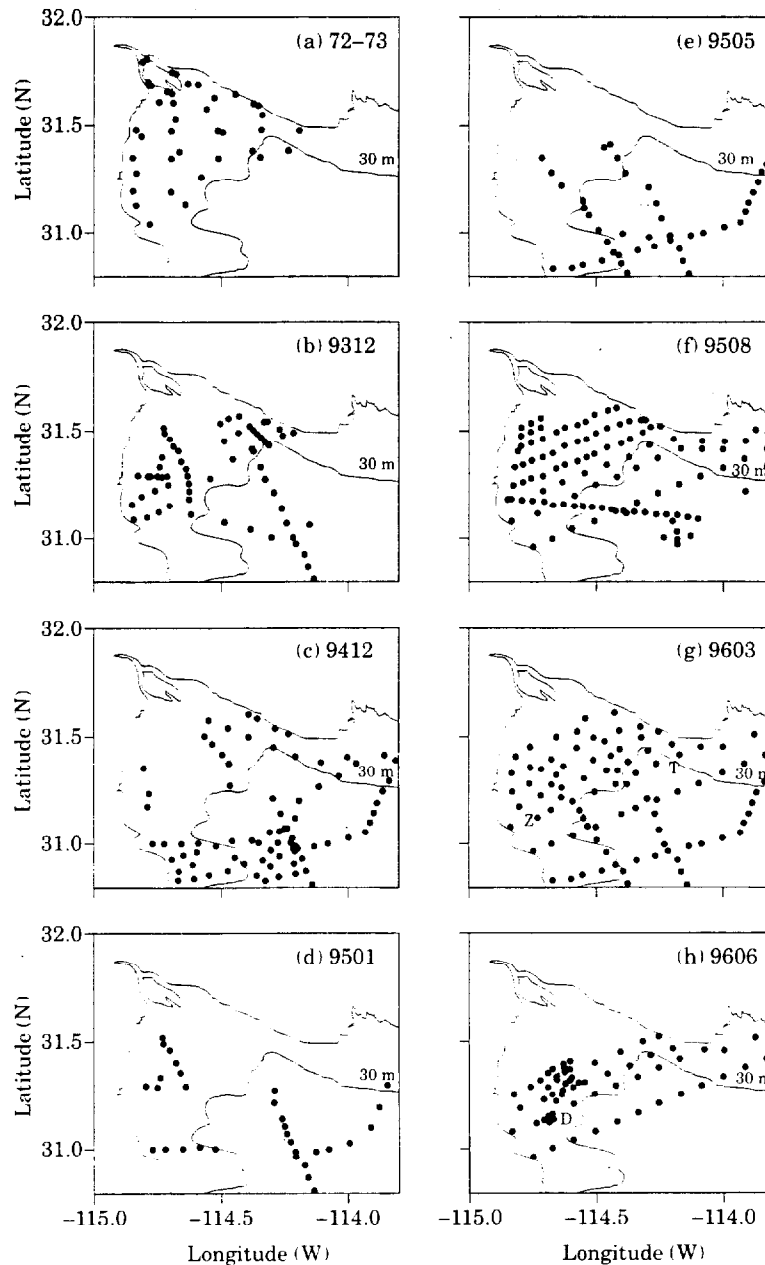 (a) 72–73
30 m
31.5
31.0
Latitude (N)
(e) 9505
30 m
32.0
31.5
31.0
Latitude (N)
(b) 9312
30 m
(f) 9508
30 m
32.0
31.5
31.0
Latitude (N)
(c) 9412
30 m
(g) 9603
T
30 m
Z
32.0
31.5
31.0
Latitude (N)
(d) 9501
30 m
(h) 9606
30 m
D
−115.0
−114.5
−114.0
Longitude (W)
−115.0
−114.5
−114.0
Longitude (W)